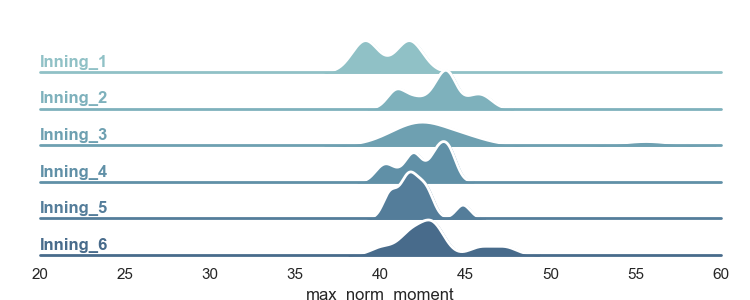 Inning_1
Inning_2
Inning_3
Inning_4
Inning_5
Inning_6
20 25 30 35 40 45 50 55 60
max_norm_moment